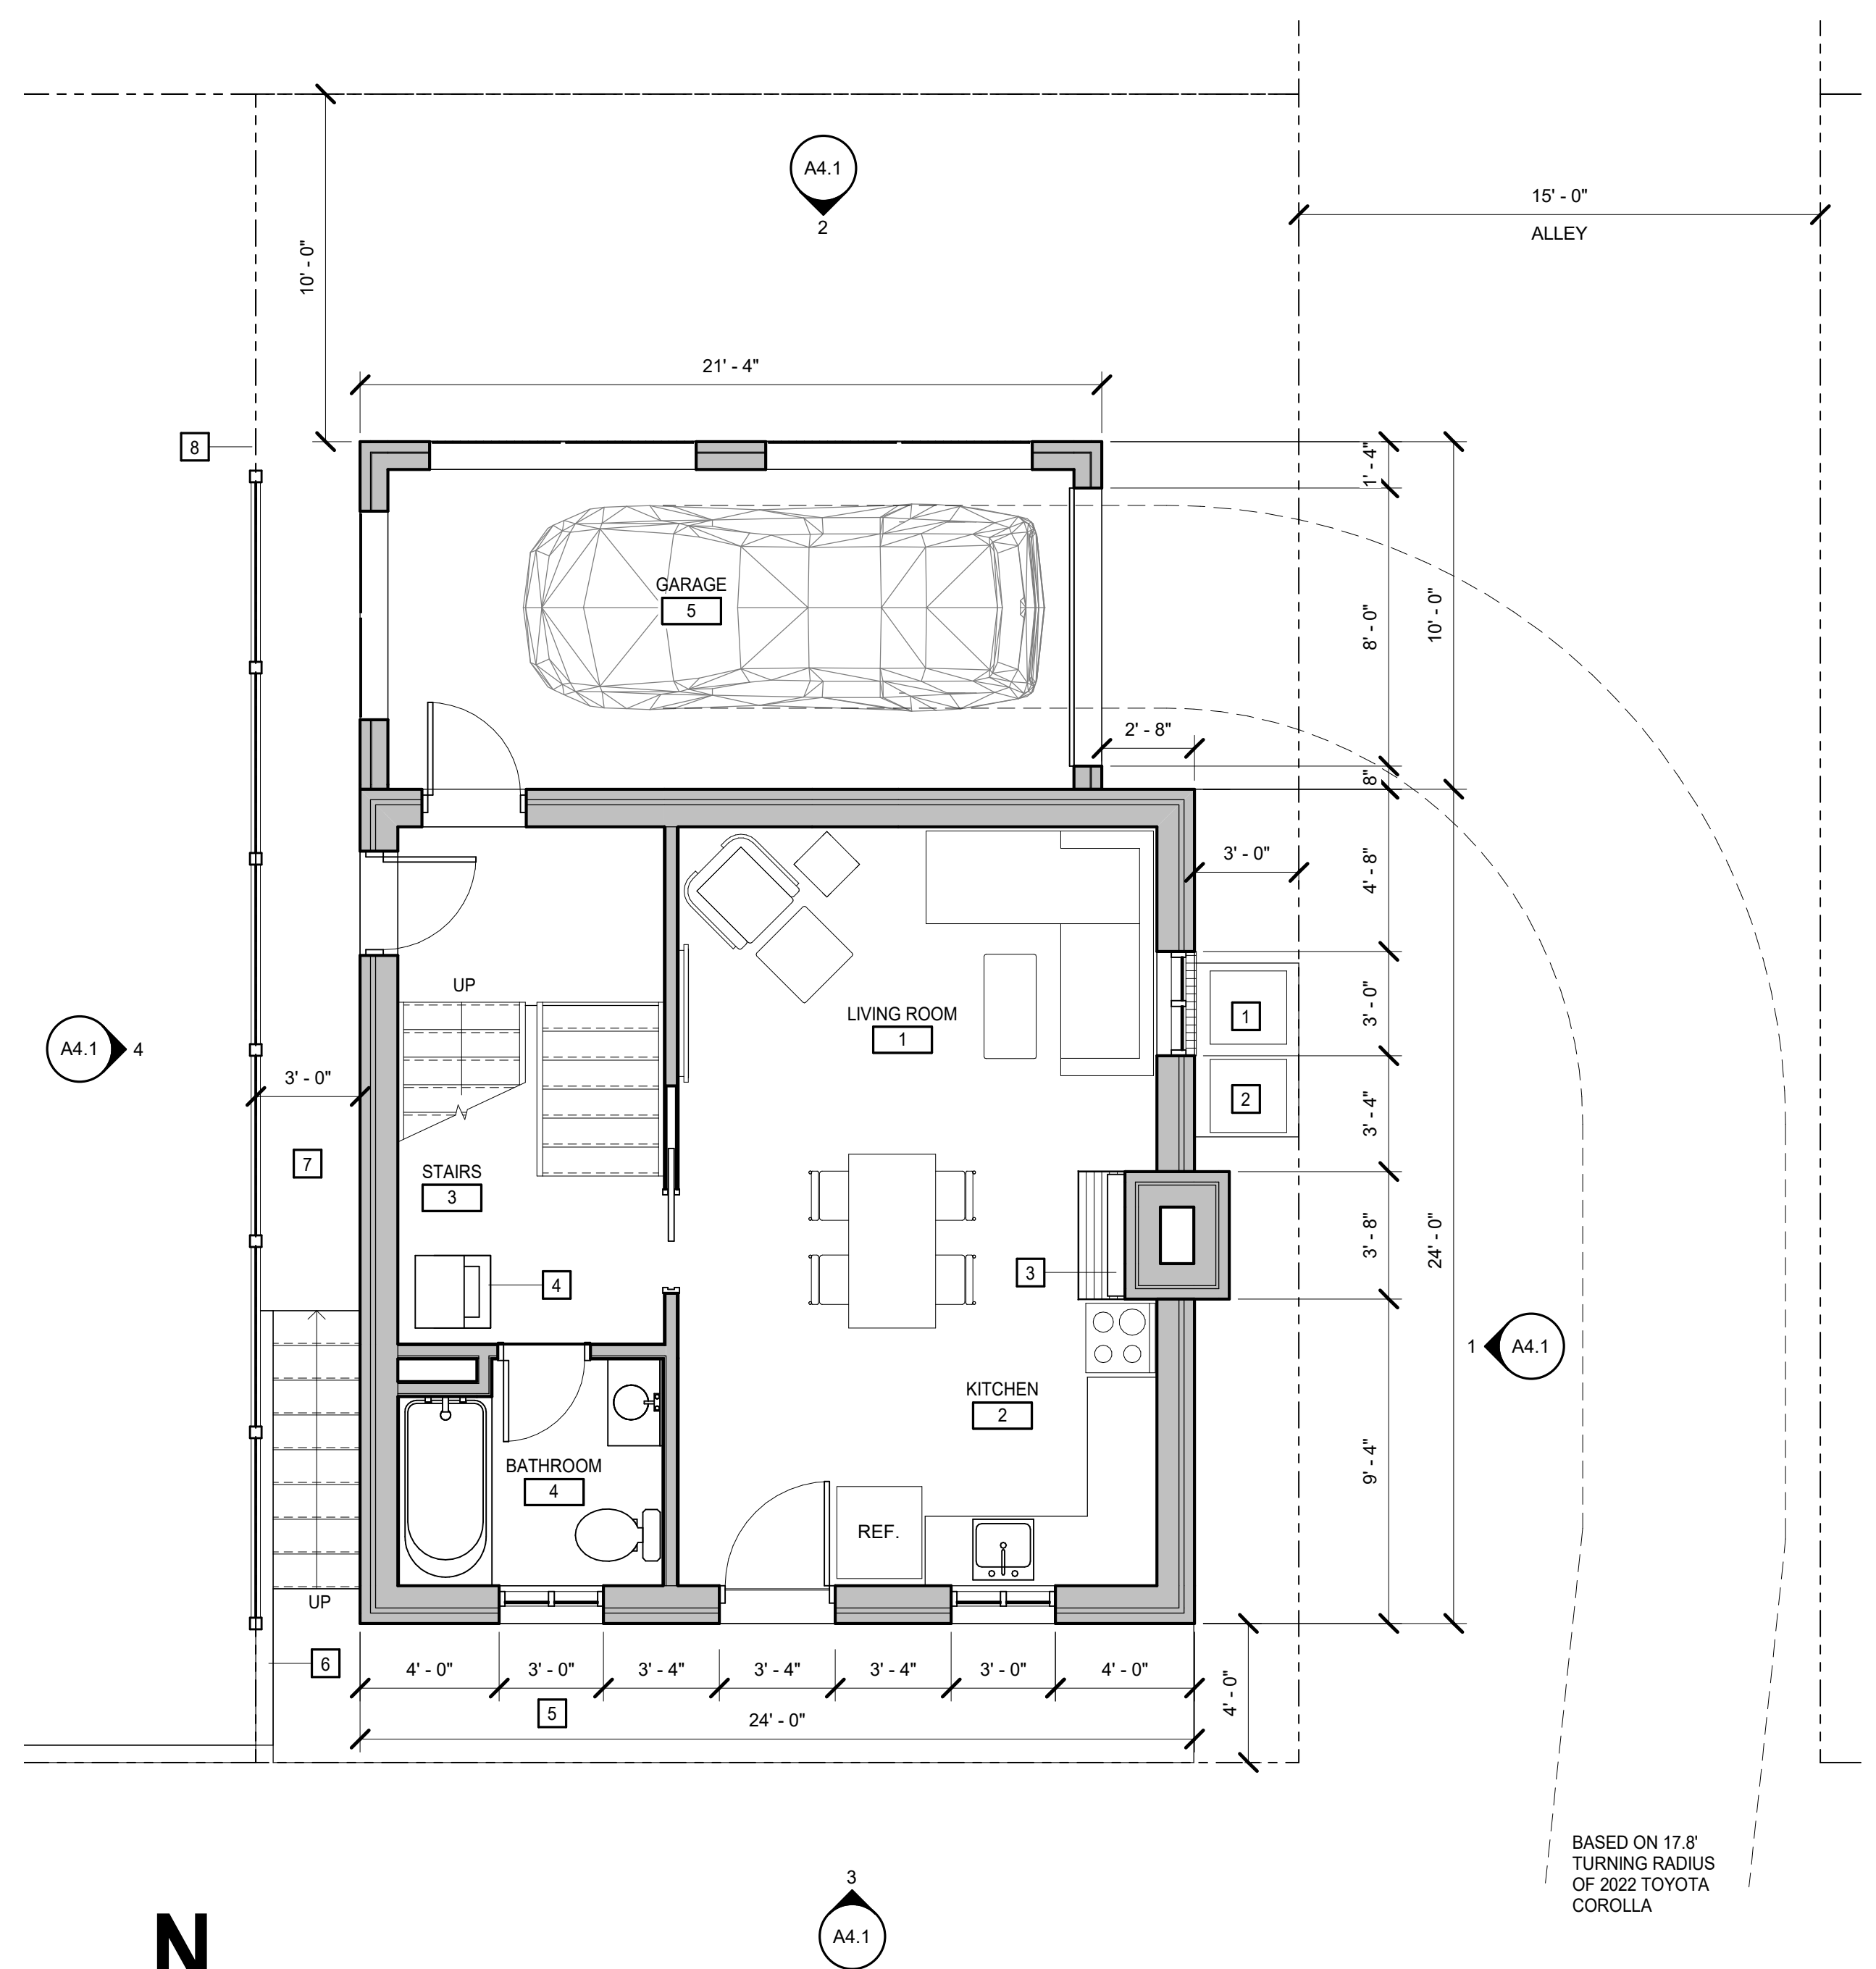 A4.1
2
15' - 0"
ALLEY
10' - 0"
21' - 4"
8
1' - 4"
GARAGE
5
8' - 0"
10' - 0"
2' - 8"
8"
3' - 0"
4' - 8"
UP
LIVING ROOM
1
1
3' - 0"
A4.1
4
3' - 0"
2
3' - 4"
7
STAIRS
3
3
4
3' - 8"
24' - 0"
1
A4.1
KITCHEN
2
BATHROOM
4
9' - 4"
REF.
UP
6
4' - 0"
3' - 0"
3' - 4"
3' - 4"
3' - 4"
3' - 0"
4' - 0"
4' - 0"
5
24' - 0"
BASED ON 17.8'
TURNING RADIUS
OF 2022 TOYOTA
COROLLA
3
A4.1
N